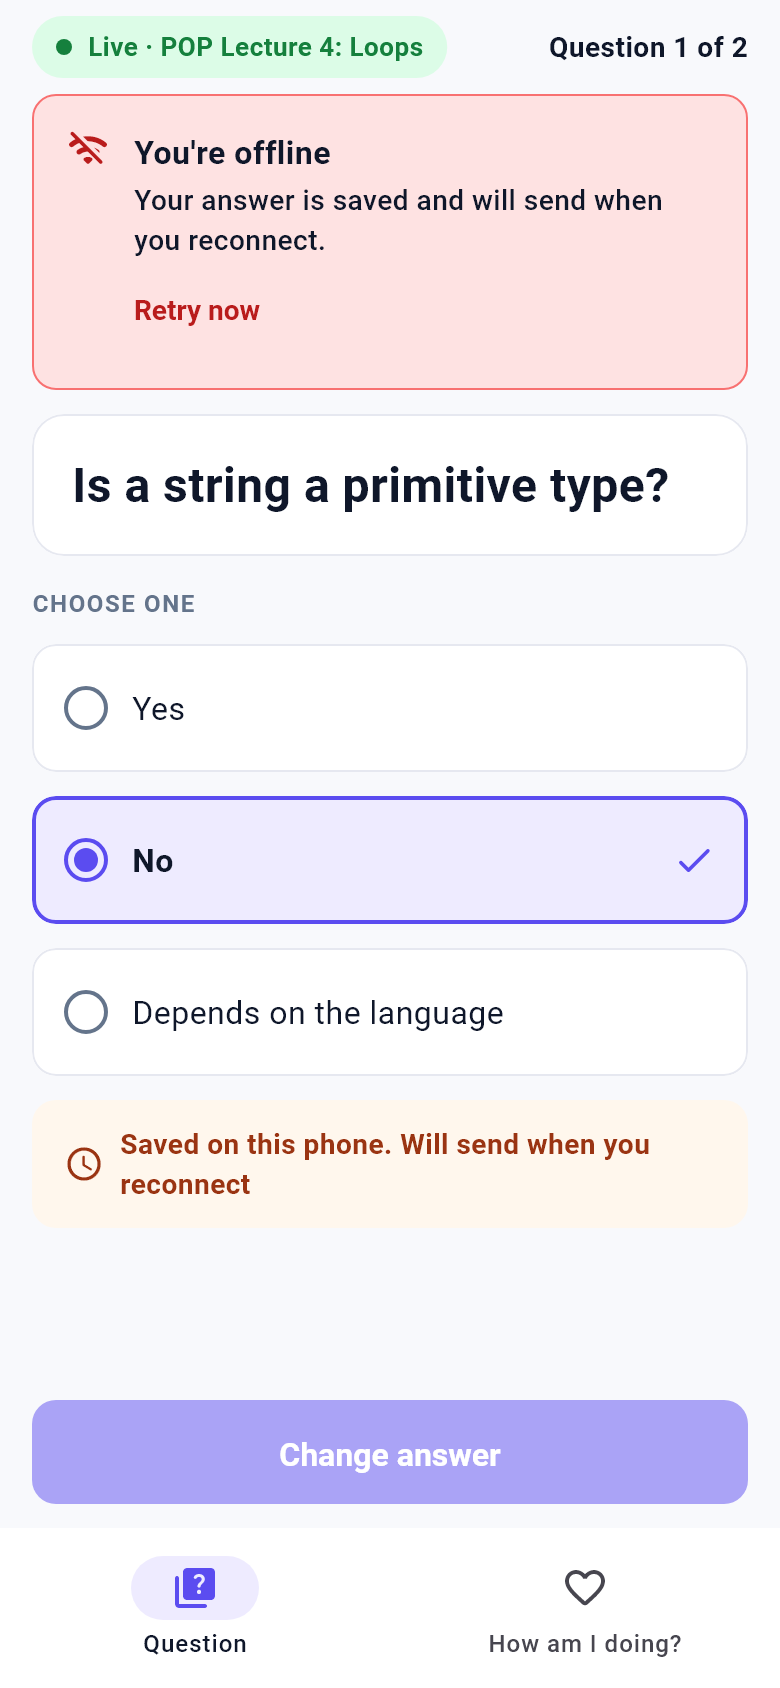 Live · POP Lecture 4: Loops
Question 1 of 2
You're offline
Your answer is saved and will send when
you reconnect.
Retry now
Is a string a primitive type?
CHOOSE ONE
Yes
No
Depends on the language
Saved on this phone. Will send when you
reconnect
Change answer
?
Question
How am I doing?